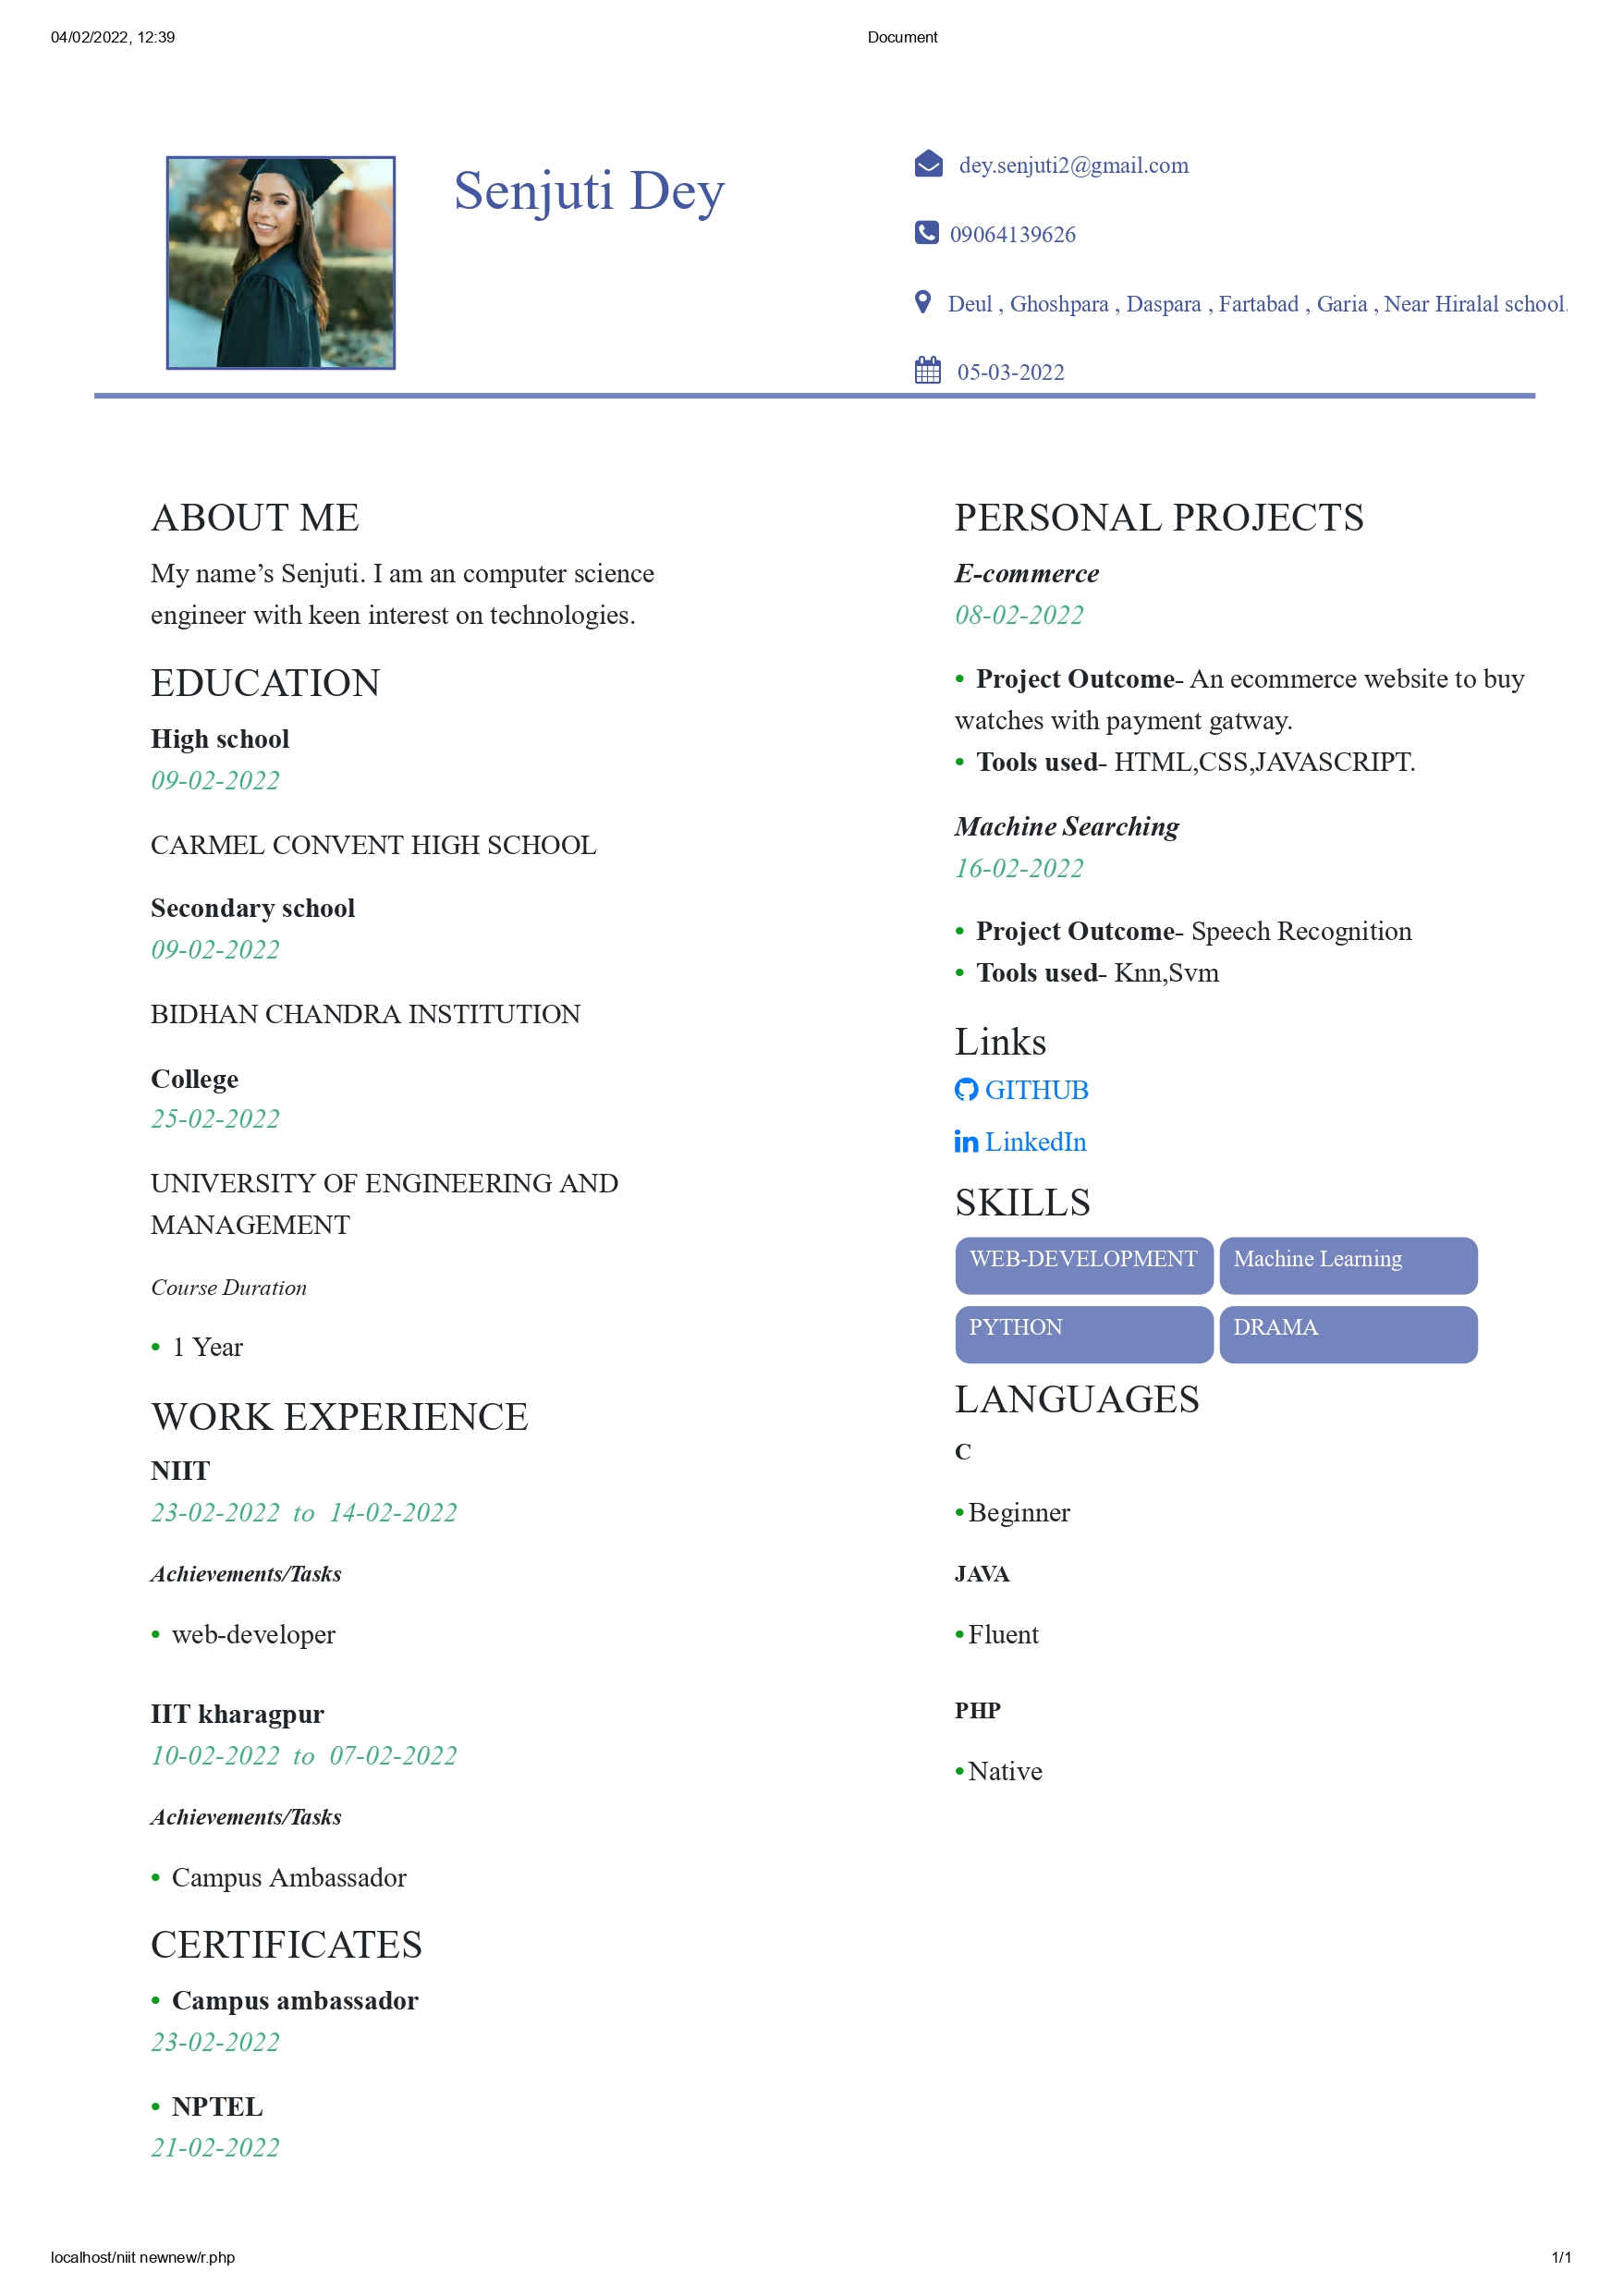 04/02/2022, 12:39
Document
Senjuti Dey
dey.senjuti2@gmail.com
09064139626
Deul , Ghoshpara , Daspara , Fartabad , Garia , Near Hiralal school.
05-03-2022
ABOUT ME
My name’s Senjuti. I am an computer science
engineer with keen interest on technologies.
EDUCATION
High school
09-02-2022
CARMEL CONVENT HIGH SCHOOL
Secondary school
09-02-2022
BIDHAN CHANDRA INSTITUTION
College
25-02-2022
UNIVERSITY OF ENGINEERING AND
MANAGEMENT
Course Duration
• 1 Year
WORK EXPERIENCE
NIIT
23-02-2022 to 14-02-2022
Achievements/Tasks
• web-developer
IIT kharagpur
10-02-2022 to 07-02-2022
Achievements/Tasks
• Campus Ambassador
CERTIFICATES
• Campus ambassador
23-02-2022
• NPTEL
21-02-2022
PERSONAL PROJECTS
E-commerce
08-02-2022
• Project Outcome- An ecommerce website to buy
watches with payment gatway.
• Tools used- HTML,CSS,JAVASCRIPT.
Machine Searching
16-02-2022
• Project Outcome- Speech Recognition
• Tools used- Knn,Svm
Links
GITHUB
LinkedIn
SKILLS
WEB-DEVELOPMENT
Machine Learning
PYTHON
DRAMA
LANGUAGES
C
• Beginner
JAVA
• Fluent
PHP
• Native
localhost/niit newnew/r.php
1/1